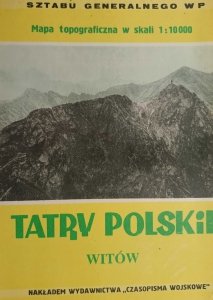 SZTABU GENERALNEGO WP
Mapa topograficzna w skali 1:10000
TATRY POLSKIE
WITÓW
NAKŁADEM WYDAWNICTWA „CZASOPISMA WOJSKOWE"